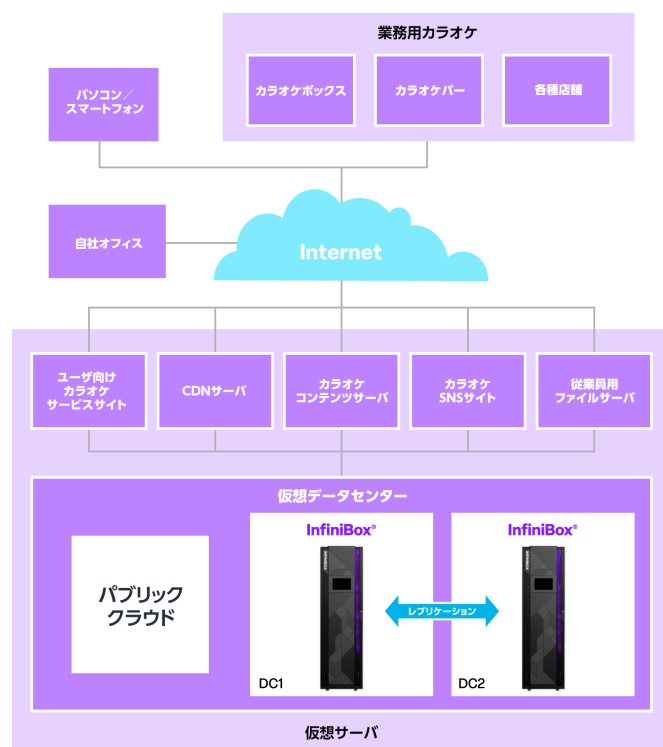 業務用カラオケ
カラオケボックス
カラオケバー
各種店舗
パソコン／
スマートフォン
自社オフィス
Internet
ユーザ向け
カラオケ
サービスサイト
CDNサーバ
カラオケ
コンテンツサーバ
カラオケ
SNSサイト
従業員用
ファイルサーバ
仮想データセンター
パブリック
クラウド
InfiniBox®
INFINIBOX
DC1
レプリケーション
InfiniBox®
INFINIBOX
DC2
仮想サーバ